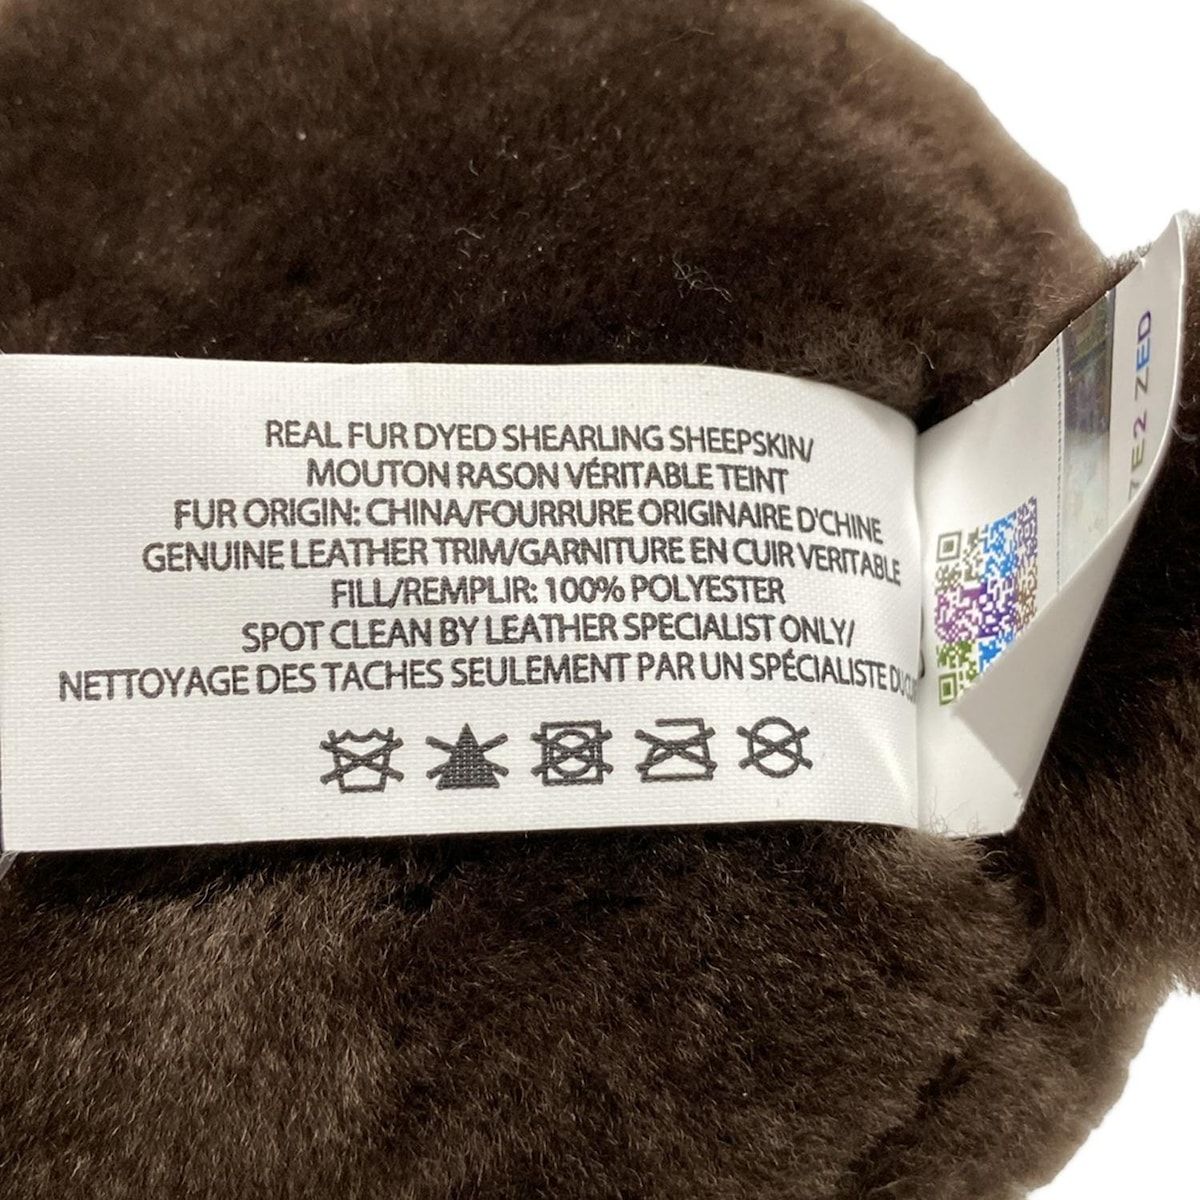 REAL FUR DYED SHEARLING SHEEPSKIN/
MOUTON RASON VÉRITABLE TEINT
FUR ORIGIN: CHINA/FOURRURE ORIGINAIRE D'CHINE
GENUINE LEATHER TRIM/GARNITURE EN CUIR VERITABLE
FILL/REMPLIR: 100% POLYESTER
SPOT CLEAN BY LEATHER SPECIALIST ONLY/
NETTOYAGE DES TACHES SEULEMENT PAR UN SPÉCIALISTE DU
ZED